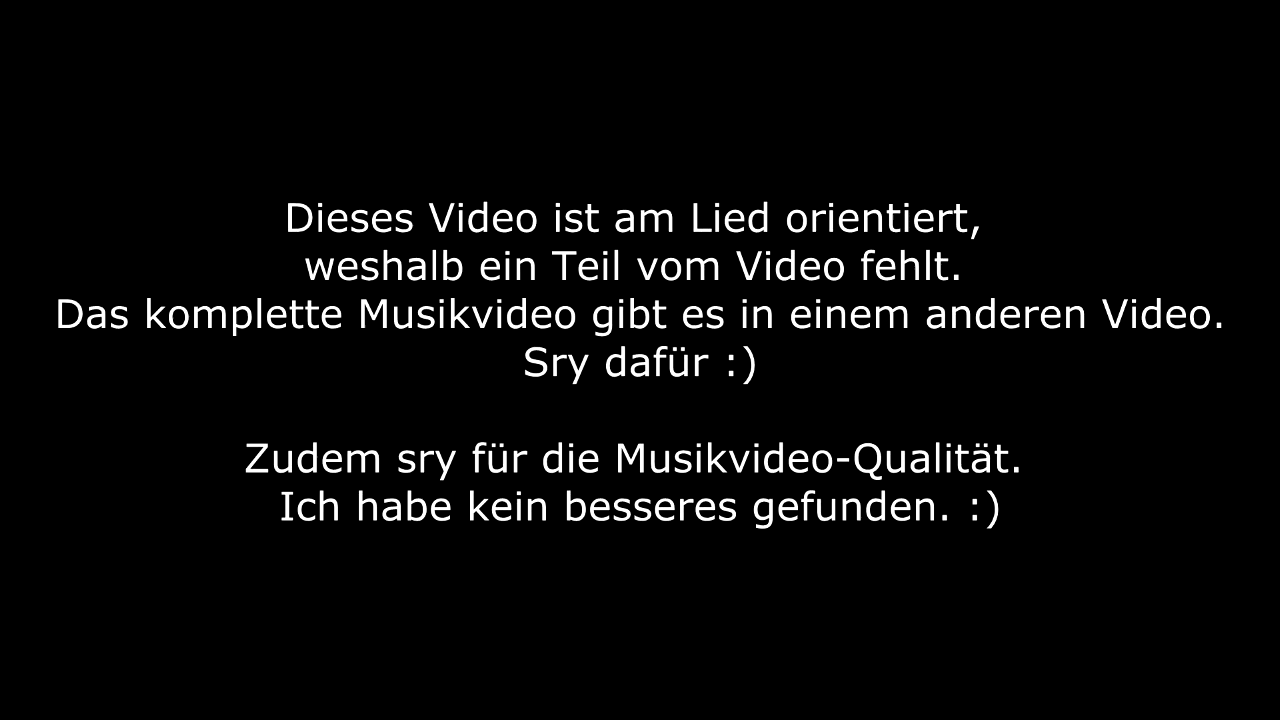 Dieses Video ist am Lied orientiert,
weshalb ein Teil vom Video fehlt.
Das komplette Musikvideo gibt es in einem anderen Video.
Sry dafür :)
Zudem sry für die Musikvideo-Qualität.
Ich habe kein besseres gefunden. :)